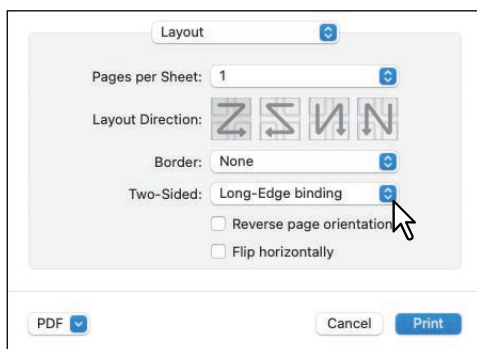 Layout
Pages per Sheet: 1
Layout Direction:
Border: None
Two-Sided: Long-Edge binding
Reverse page orientation
Flip horizontally
PDF Cancel Print